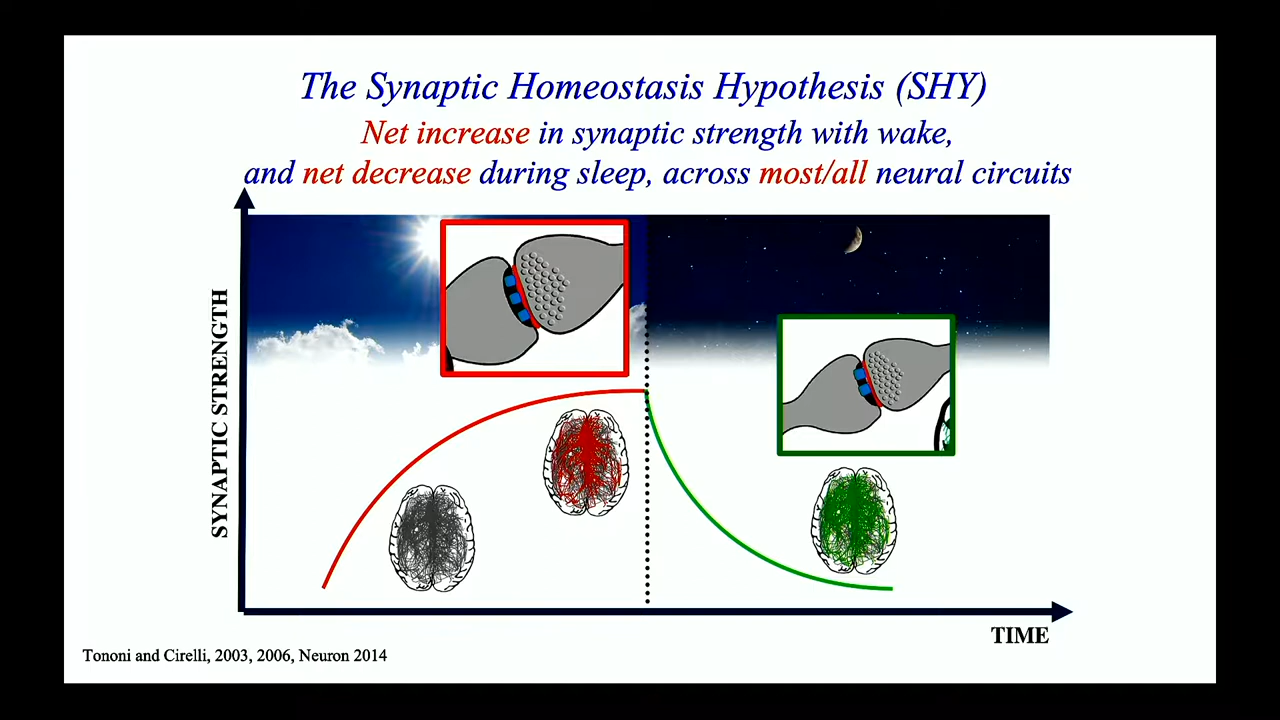 The Synaptic Homeostasis Hypothesis (SHY)
Net increase in synaptic strength with wake,
and net decrease during sleep, across most/all neural circuits
SYNAPTIC STRENGTH
TIME
Tononi and Cirelli, 2003, 2006, Neuron 2014